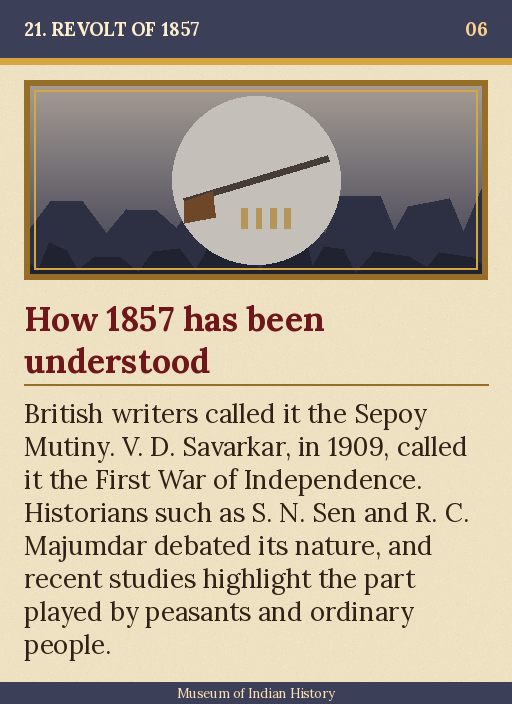 21. REVOLT OF 1857
06
How 1857 has been
understood
British writers called it the Sepoy
Mutiny. V. D. Savarkar, in 1909, called
it the First War of Independence.
Historians such as S. N. Sen and R. C.
Majumdar debated its nature, and
recent studies highlight the part
played by peasants and ordinary
people.
Museum of Indian History